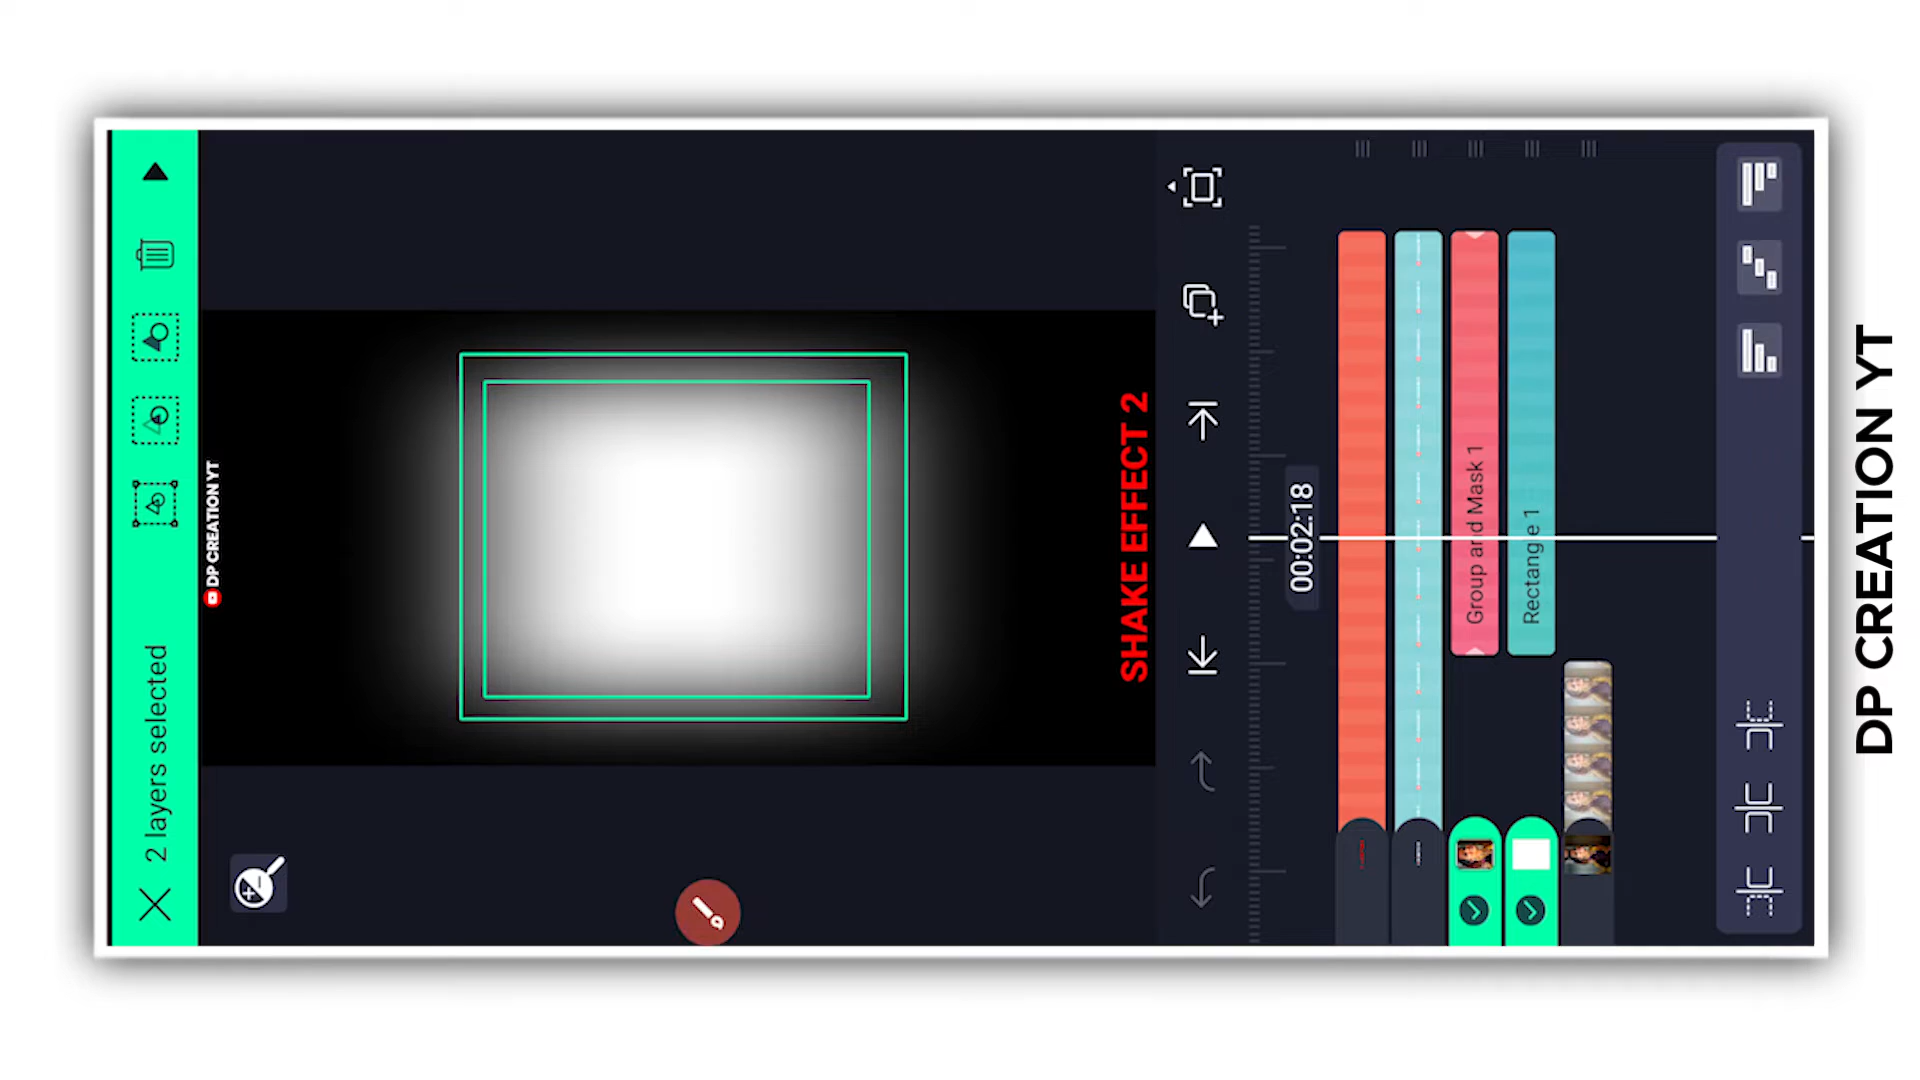 2 layers selected
DP CREATION YT
SHAKE EFFECT 2
00:02:18
Group and Mask 1
Rectangle 1
DP CREATION YT